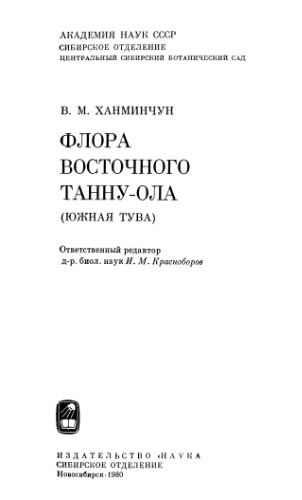 АКАДЕМИЯ НАУК СССР
СИБИРСКОЕ ОТДЕЛЕНИЕ
ЦЕНТРАЛЬНЫЙ СИБИРСКИЙ БОТАНИЧЕСКИЙ САД
В. М. ХАНМИНЧУН
ФЛОРА
ВОСТОЧНОГО
ТАННУ-ОЛА
(ЮЖНАЯ ТУВА)
Ответственный редактор
д-р. биол. наук И. М. Красноборов
ИЗДАТЕЛЬСТВО «НАУКА»
СИБИРСКОЕ ОТДЕЛЕНИЕ
Новосибирск·1980